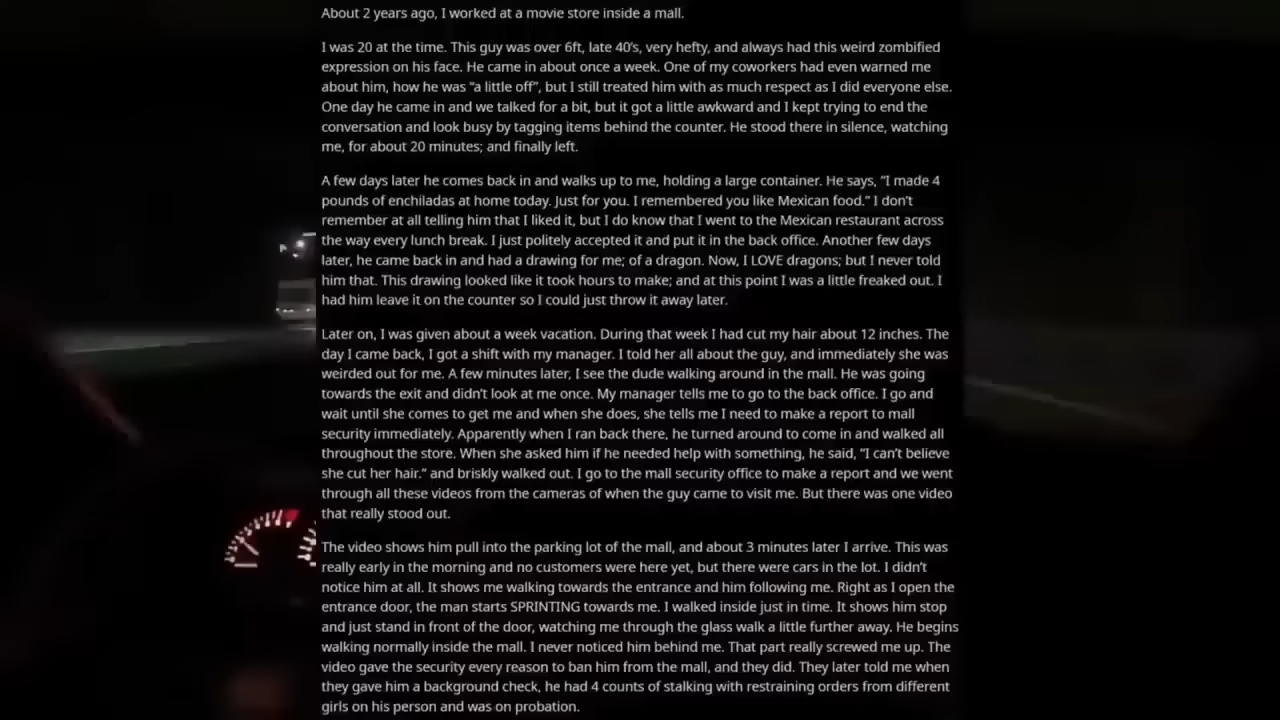 About 2 years ago, I worked at a movie store inside a mall.
I was 20 at the time. This guy was over 6ft, late 40's, very hefty, and always had this weird zombified
expression on his face. He came in about once a week. One of my coworkers had even warned me
about him, how he was "a little off", but I still treated him with as much respect as I did everyone else.
One day he came in and we talked for a bit, but it got a little awkward and I kept trying to end the
conversation and look busy by tagging items behind the counter. He stood there in silence, watching
me, for about 20 minutes; and finally left.
A few days later he comes back in and walks up to me, holding a large container. He says, "I made 4
pounds of enchiladas at home today. Just for you. I remembered you like Mexican food." I don't
remember at all telling him that I liked it, but I do know that I went to the Mexican restaurant across
the way every lunch break. I just politely accepted it and put it in the back office. Another few days
later, he came back in and had a drawing for me; of a dragon. Now, I LOVE dragons; but I never told
him that. This drawing looked like it took hours to make; and at this point I was a little freaked out. I
had him leave it on the counter so I could just throw it away later.
Later on, I was given about a week vacation. During that week I had cut my hair about 12 inches. The
day I came back, I got a shift with my manager. I told her all about the guy, and immediately she was
weirded out for me. A few minutes later, I see the dude walking around in the mall. He was going
towards the exit and didn't look at me once. My manager tells me to go to the back office. I go and
wait until she comes to get me and when she does, she tells me I need to make a report to mall
security immediately. Apparently when I ran back there, he turned around to come in and walked all
throughout the store. When she asked him if he needed help with something, he said, "I can't believe
she cut her hair." and briskly walked out. I go to the mall security office to make a report and we went
through all these videos from the cameras of when the guy came to visit me. But there was one video
that really stood out.
The video shows him pull into the parking lot of the mall, and about 3 minutes later I arrive. This was
really early in the morning and no customers were here yet, but there were cars in the lot. I didn't
notice him at all. It shows me walking towards the entrance and him following me. Right as I open the
entrance door, the man starts SPRINTING towards me. I walked inside just in time. It shows him stop
and just stand in front of the door, watching me through the glass walk a little further away. He begins
walking normally inside the mall. I never noticed him behind me. That part really screwed me up. The
video gave the security every reason to ban him from the mall, and they did. They later told me when
they gave him a background check, he had 4 counts of stalking with restraining orders from different
girls on his person and was on probation.